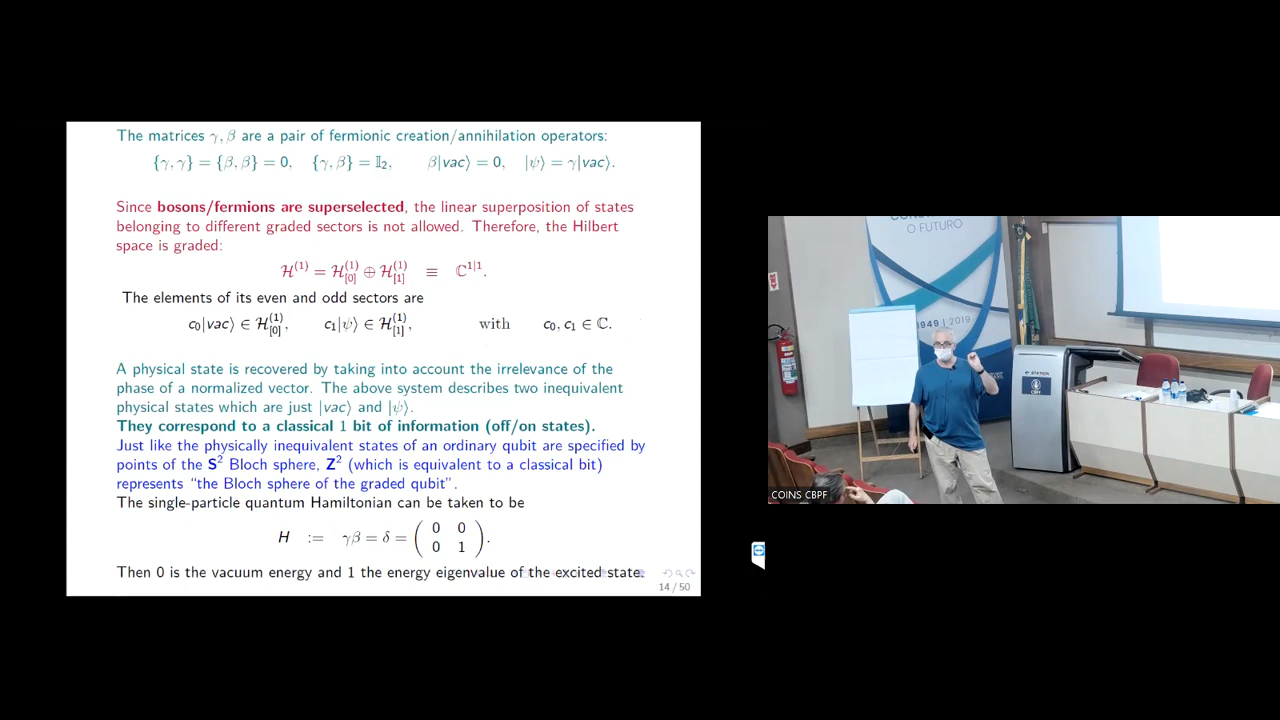 The matrices γ, β are a pair of fermionic creation/annihilation operators:
{γ, γ} = {β, β} = 0, {γ, β} = 𝕀₂, β|vac⟩ = 0, |ψ⟩ = γ|vac⟩.
Since bosons/fermions are superselected, the linear superposition of states
belonging to different graded sectors is not allowed. Therefore, the Hilbert
space is graded:
ℋ^(1) = ℋ^(1)_[0] ⊕ ℋ^(1)_[1] ≡ ℂ^1|1.
The elements of its even and odd sectors are
c₀|vac⟩ ∈ ℋ^(1)_[0], c₁|ψ⟩ ∈ ℋ^(1)_[1], with c₀, c₁ ∈ ℂ.
A physical state is recovered by taking into account the irrelevance of the
phase of a normalized vector. The above system describes two inequivalent
physical states which are just |vac⟩ and |ψ⟩.
They correspond to a classical 1 bit of information (off/on states).
Just like the physically inequivalent states of an ordinary qubit are specified by
points of the S² Bloch sphere, Z² (which is equivalent to a classical bit)
represents “the Bloch sphere of the graded qubit”.
The single-particle quantum Hamiltonian can be taken to be
H := γβ = δ = ( 0 0
0 1 ).
Then 0 is the vacuum energy and 1 the energy eigenvalue of the excited state.
14 / 50
O FUTURO
1949 | 2019
COINS CBPF